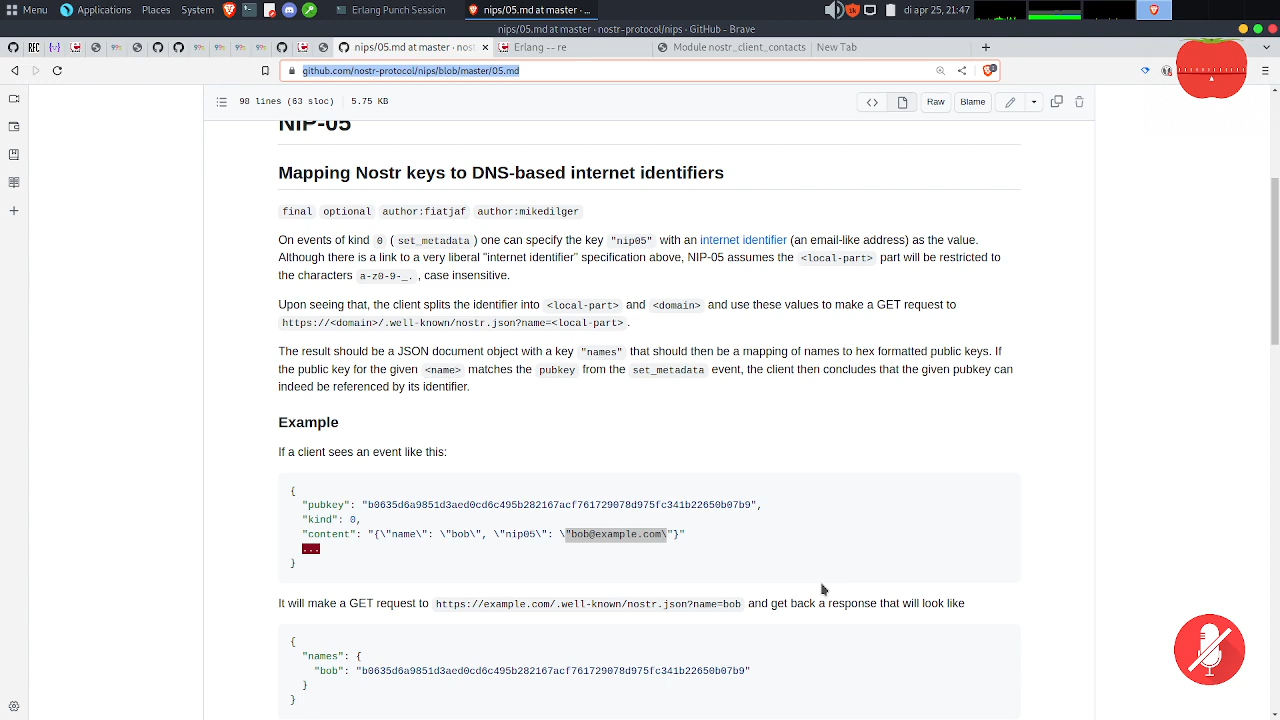 Menu Applications Places System Erlang Punch Session nips/05.md at master · ... Tue Apr 25, 21:47
nips/05.md at master · nostr-protocol/nips · GitHub - Brave
nips/05.md at master · nos Erlang -- re Module nostr_client_contacts New Tab
github.com/nostr-protocol/nips/blob/master/05.md
98 lines (63 sloc) 5.75 KB Raw Blame
NIP-05
Mapping Nostr keys to DNS-based internet identifiers
final optional author:fiatjaf author:mikedilger
On events of kind 0 ( set_metadata ) one can specify the key "nip05" with an internet identifier (an email-like address) as the value.
Although there is a link to a very liberal "internet identifier" specification above, NIP-05 assumes the <local-part> part will be restricted to
the characters a-z0-9-_. , case insensitive.
Upon seeing that, the client splits the identifier into <local-part> and <domain> and use these values to make a GET request to
https://<domain>/.well-known/nostr.json?name=<local-part> .
The result should be a JSON document object with a key "names" that should then be a mapping of names to hex formatted public keys. If
the public key for the given <name> matches the pubkey from the set_metadata event, the client then concludes that the given pubkey can
indeed be referenced by its identifier.
Example
If a client sees an event like this:
{
"pubkey": "b0635d6a9851d3aed0cd6c495b282167acf761729078d975fc341b22650b07b9",
"kind": 0,
"content": "{\"name\": \"bob\", \"nip05\": \"bob@example.com\"}"
...
}
It will make a GET request to https://example.com/.well-known/nostr.json?name=bob and get back a response that will look like
{
"names": {
"bob": "b0635d6a9851d3aed0cd6c495b282167acf761729078d975fc341b22650b07b9"
}
}